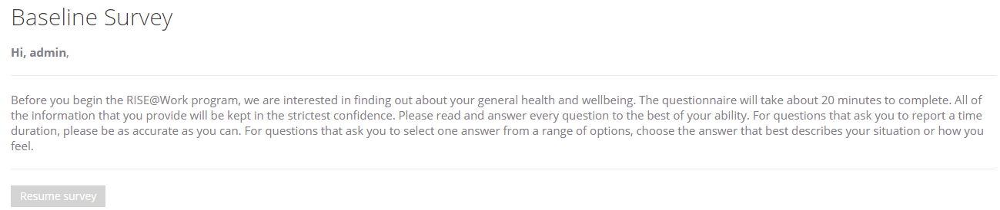 Baseline Survey
Hi, admin,
Before you begin the RISE@Work program, we are interested in finding out about your general health and wellbeing. The questionnaire will take about 20 minutes to complete. All of
the information that you provide will be kept in the strictest confidence. Please read and answer every question to the best of your ability. For questions that ask you to report a time
duration, please be as accurate as you can. For questions that ask you to select one answer from a range of options, choose the answer that best describes your situation or how you
feel.
Resume survey